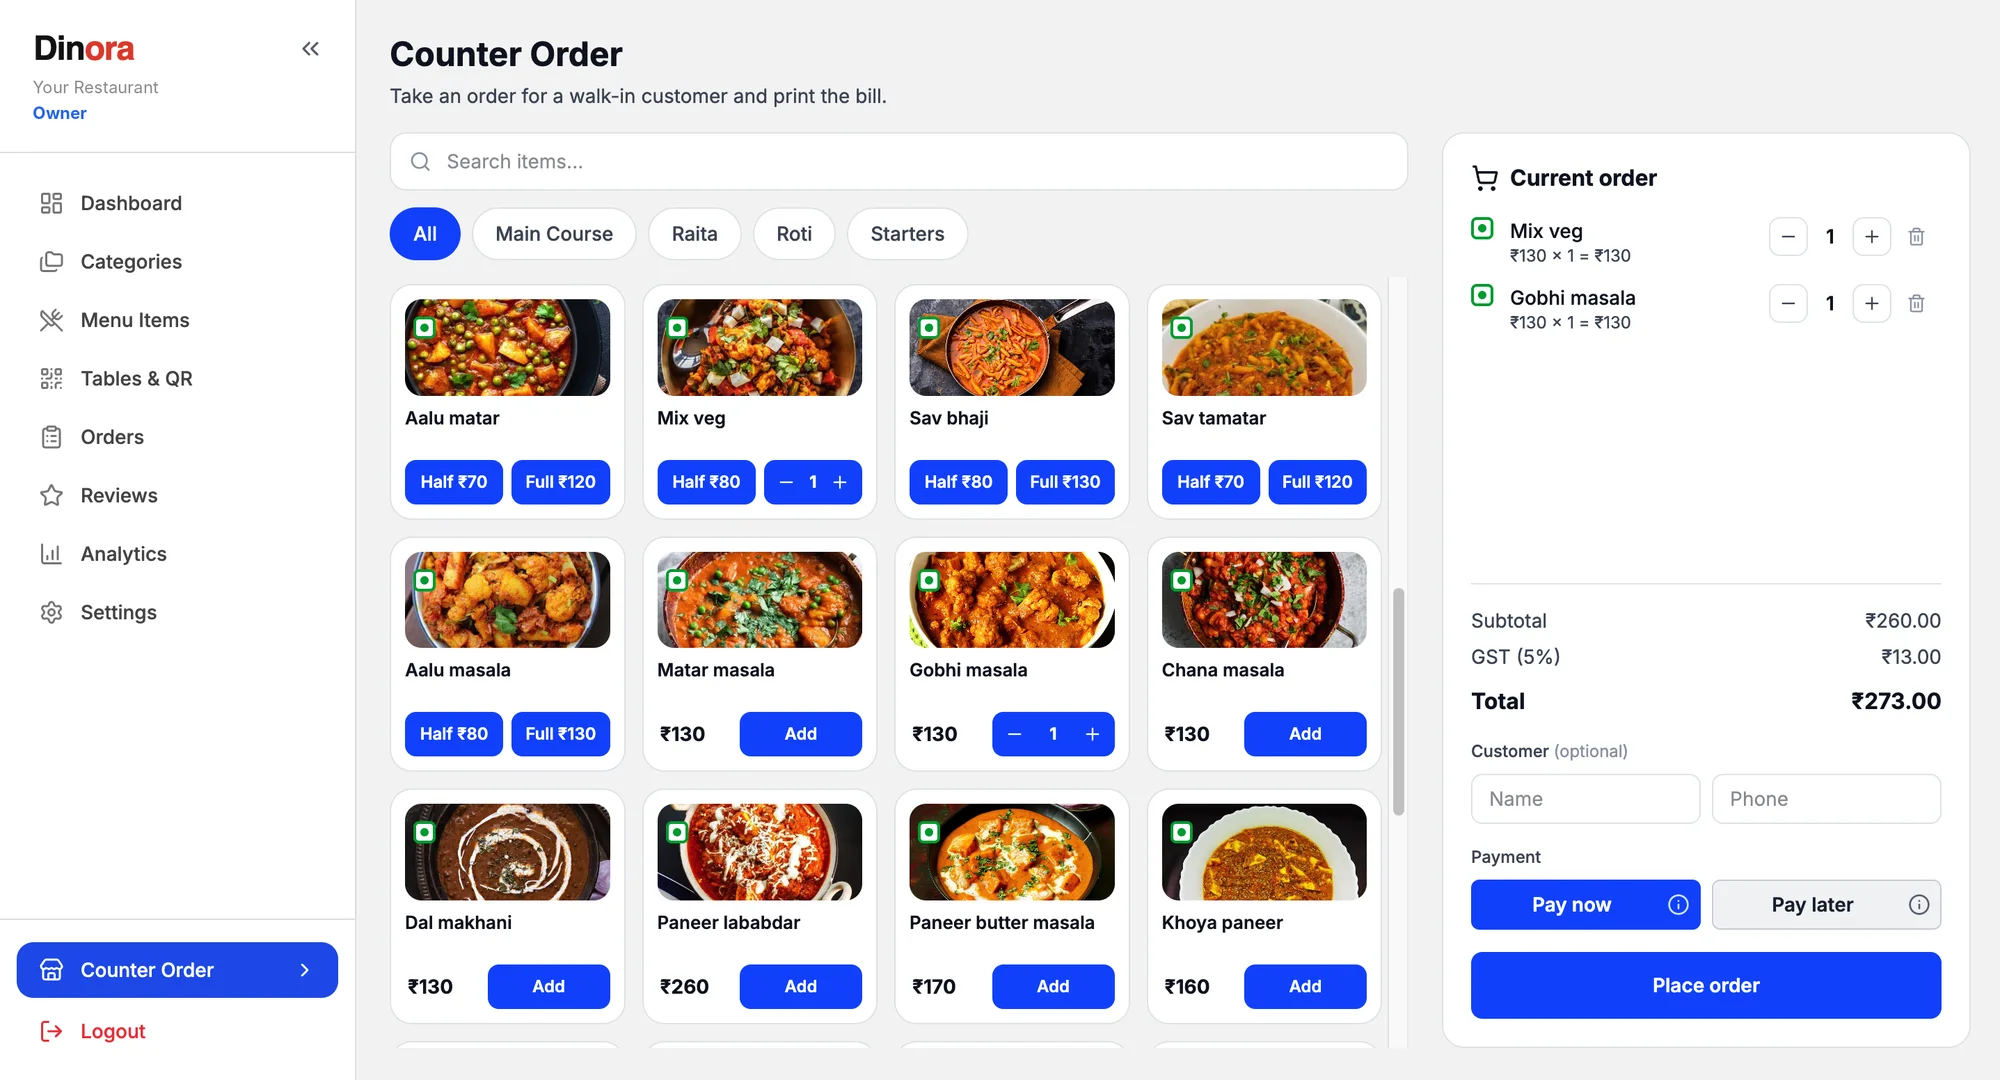 Dinora
Your Restaurant
Owner
Dashboard
Categories
Menu Items
Tables & QR
Orders
Reviews
Analytics
Settings
Counter Order
Logout
Counter Order
Take an order for a walk-in customer and print the bill.
Search items...
All
Main Course
Raita
Roti
Starters
Aalu matar
Half ₹70
Full ₹120
Mix veg
Half ₹80
1
Sav bhaji
Half ₹80
Full ₹130
Sav tamatar
Half ₹70
Full ₹120
Aalu masala
Half ₹80
Full ₹130
Matar masala
₹130
Add
Gobhi masala
₹130
1
Chana masala
₹130
Add
Dal makhani
₹130
Add
Paneer lababdar
₹260
Add
Paneer butter masala
₹170
Add
Khoya paneer
₹160
Add
Current order
Mix veg
₹130 × 1 = ₹130
1
Gobhi masala
₹130 × 1 = ₹130
1
Subtotal ₹260.00
GST (5%) ₹13.00
Total ₹273.00
Customer (optional)
Name
Phone
Payment
Pay now
Pay later
Place order